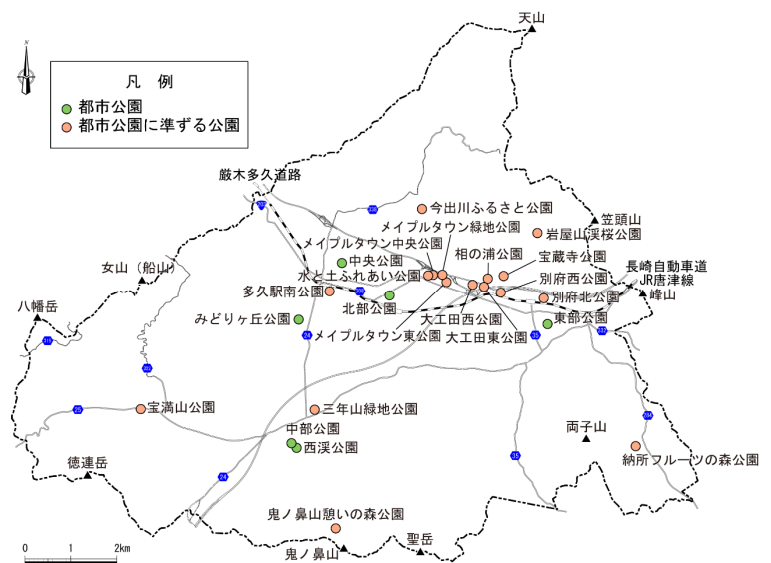 天山
凡 例
都市公園
都市公園に準ずる公園
厳木多久道路
今出川ふるさと公園
笠頭山
メイプルタウン緑地公園
岩屋山渓桜公園
メイプルタウン中央公園
相の浦公園
宝蔵寺公園
中央公園
女山（船山）
水と土ふれあい公園
長崎自動車道
別府西公園
JR唐津線
多久駅南公園
別府北公園
峰山
八幡岳
北部公園
みどりヶ丘公園
大工田西公園
東部公園
メイプルタウン東公園
大工田東公園
宝満山公園
三年山緑地公園
中部公園
両子山
西渓公園
納所フルーツの森公園
徳連岳
鬼ノ鼻山憩いの森公園
鬼ノ鼻山
聖岳
0 1 2km
24
25
35
35
24